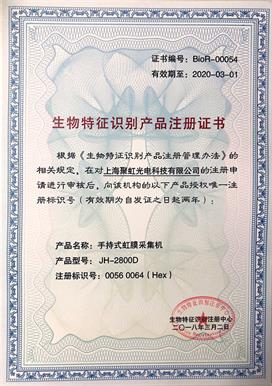 证书编号：BioR-00054
有效期至：2020-03-01
生物特征识别产品注册证书
根据《生物特征识别产品注册管理办法》的
相关规定，在对上海聚虹光电科技有限公司的注册申
请进行审核后，向该机构的以下产品授权唯一注
册标识号（有效期为自发证之日起两年）：
产品名称：手持式虹膜采集机
产品型号：JH-2800D
注册标识号：0056 0064（Hex）
生物特征识别注册中心
二〇一八年三月二日